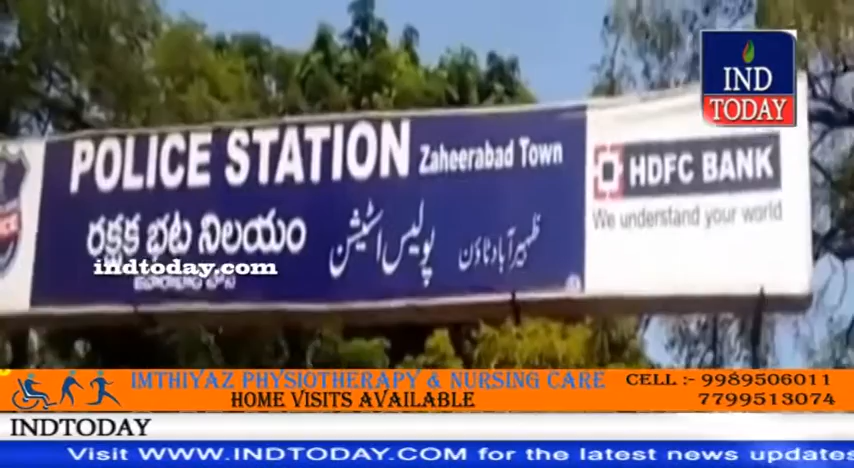 IND
TODAY
POLICE STATION Zaheerabad Town
HDFC BANK
We understand your world
రక్షక భట నిలయం
پولیس اسٹیشن ظہیرآباد ٹاؤن
indtoday.com
IMTHIYAZ PHYSIOTHERAPY & NURSING CARE
HOME VISITS AVAILABLE
CELL :- 9989506011
7799513074
INDTODAY
Visit WWW.INDTODAY.COM for the latest news updates